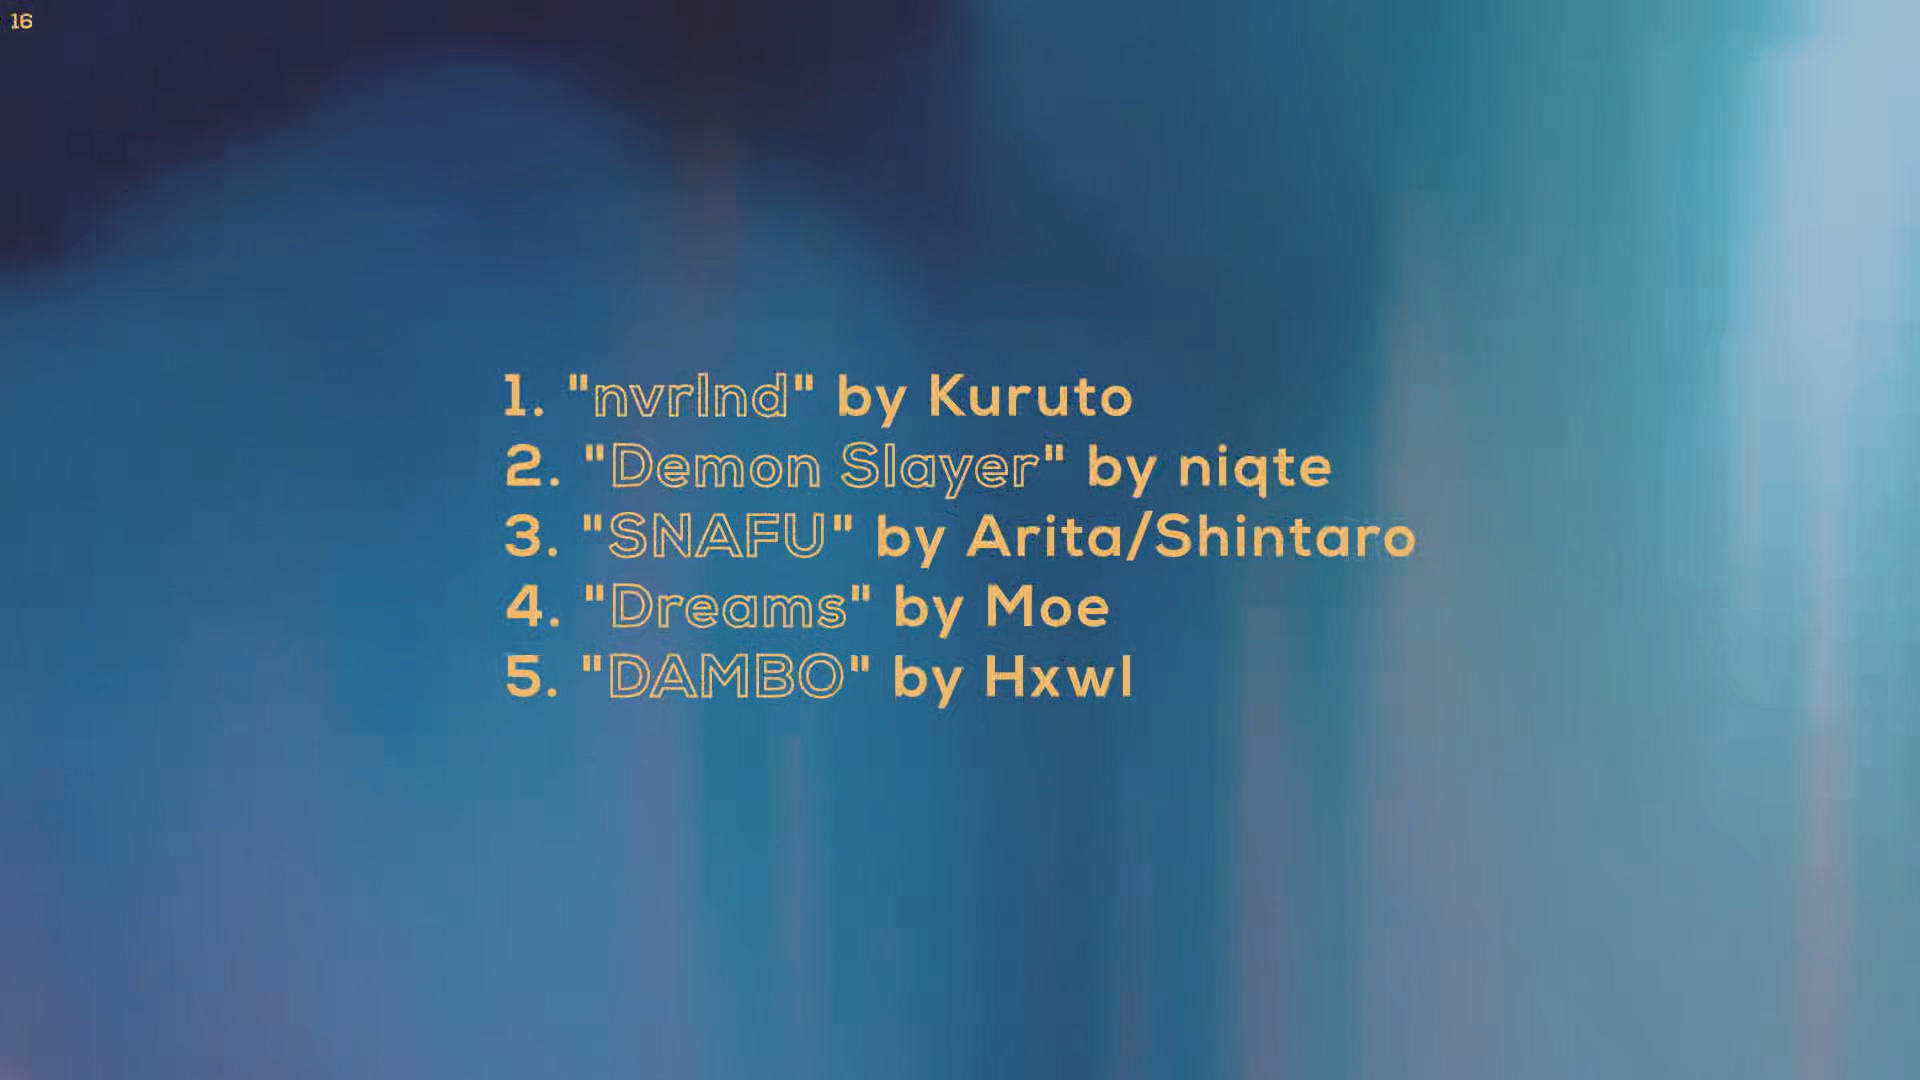 16
1. "nvrlnd" by Kuruto
2. "Demon Slayer" by niqte
3. "SNAFU" by Arita/Shintaro
4. "Dreams" by Moe
5. "DAMBO" by Hxwl